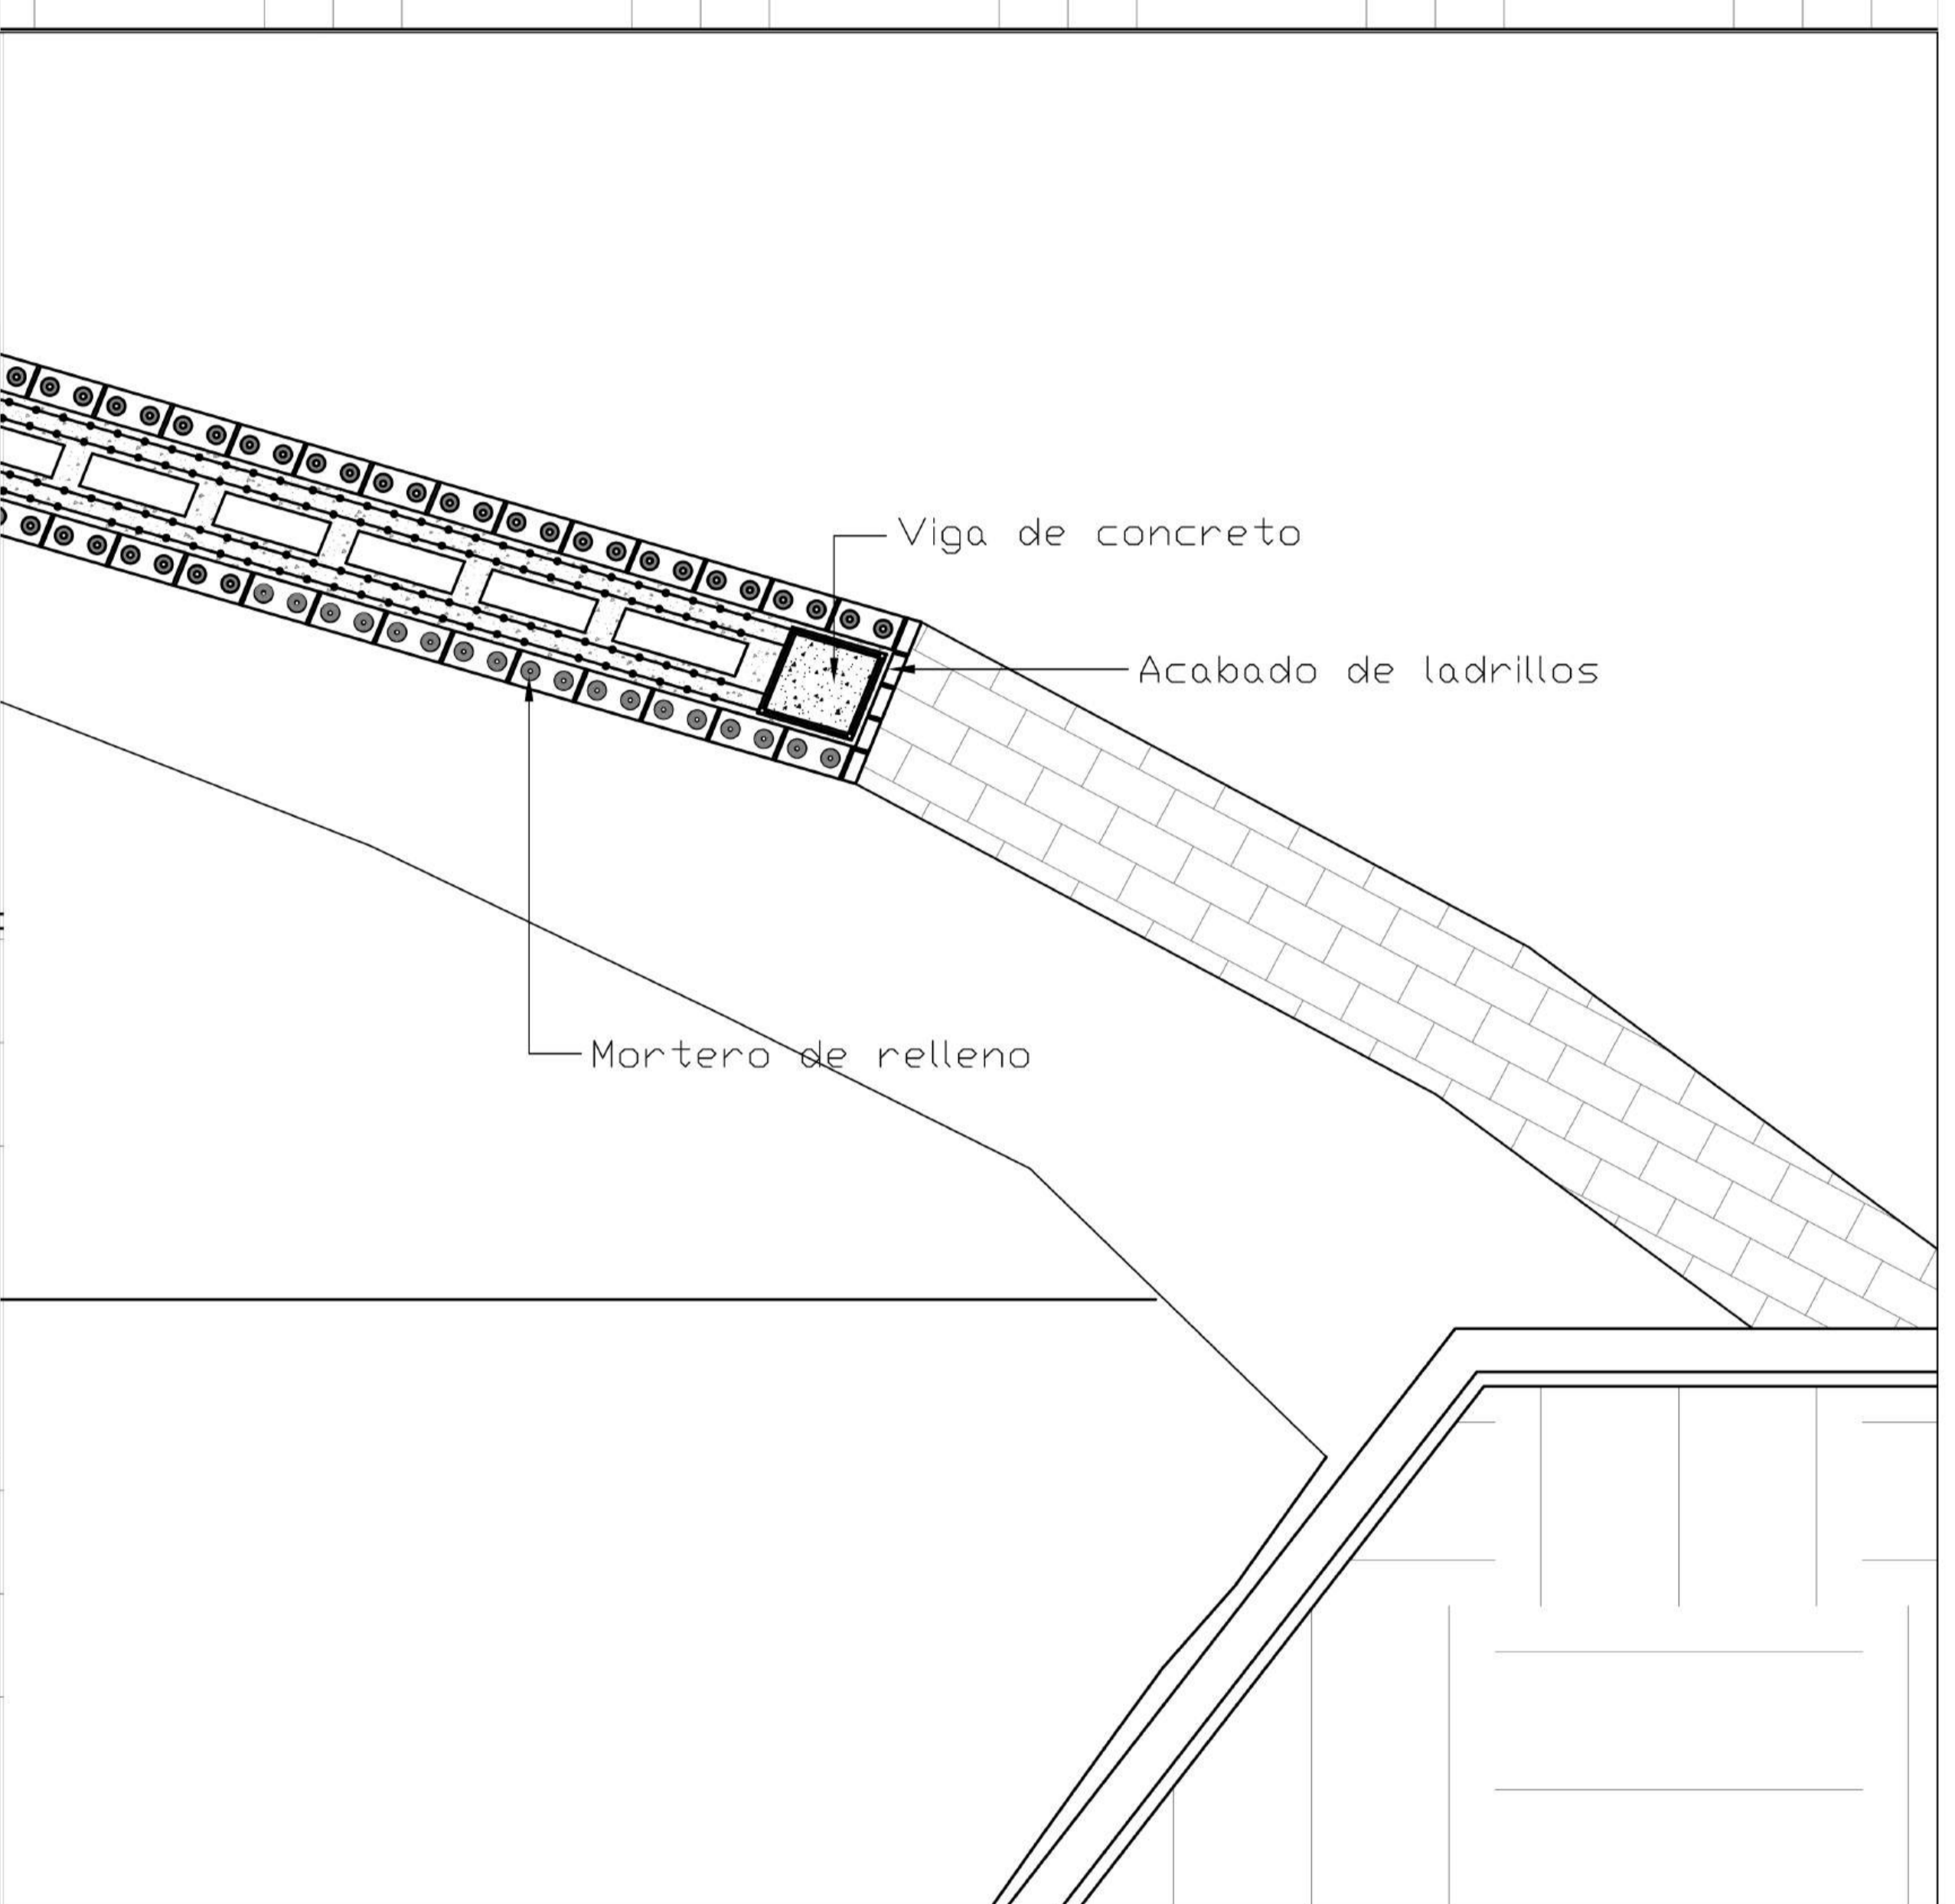 Viga de concreto
Acabado de ladrillos
Mortero de relleno